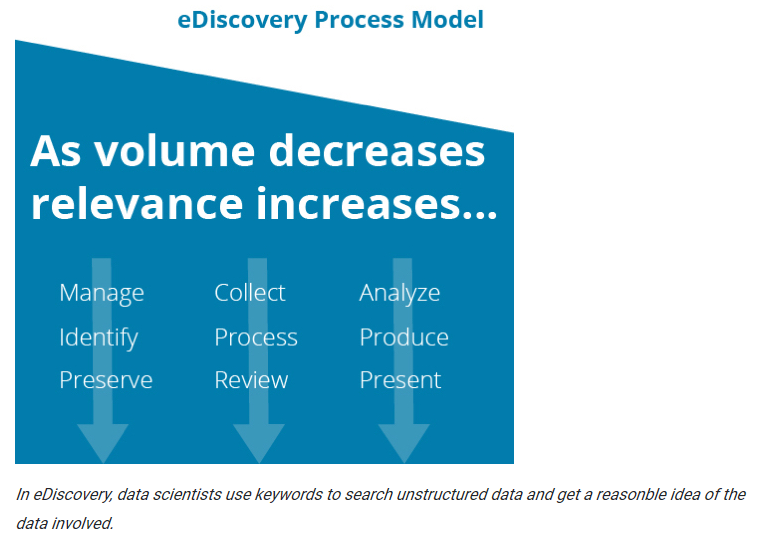 eDiscovery Process Model
As volume decreases
relevance increases...
Manage
Identify
Preserve
Collect
Process
Review
Analyze
Produce
Present
In eDiscovery, data scientists use keywords to search unstructured data and get a reasonble idea of the
data involved.